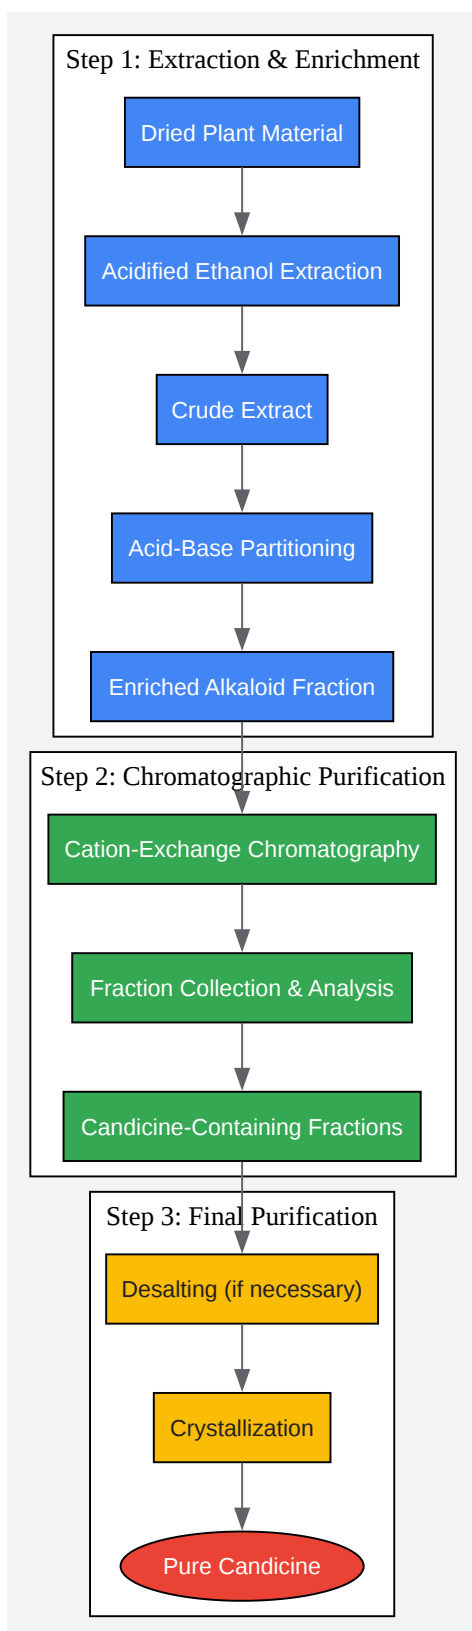 Step 1: Extraction & Enrichment
Dried Plant Material
Acidified Ethanol Extraction
Crude Extract
Acid-Base Partitioning
Enriched Alkaloid Fraction
Step 2: Chromatographic Purification
Cation-Exchange Chromatography
Fraction Collection & Analysis
Candicine-Containing Fractions
Step 3: Final Purification
Desalting (if necessary)
Crystallization
Pure Candicine